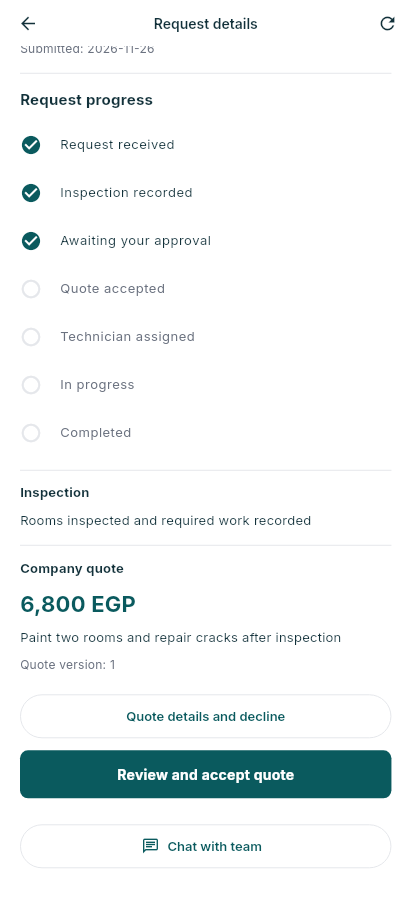 Request details
Submitted: 2026-11-26
Request progress
Request received
Inspection recorded
Awaiting your approval
Quote accepted
Technician assigned
In progress
Completed
Inspection
Rooms inspected and required work recorded
Company quote
6,800 EGP
Paint two rooms and repair cracks after inspection
Quote version: 1
Quote details and decline
Review and accept quote
Chat with team